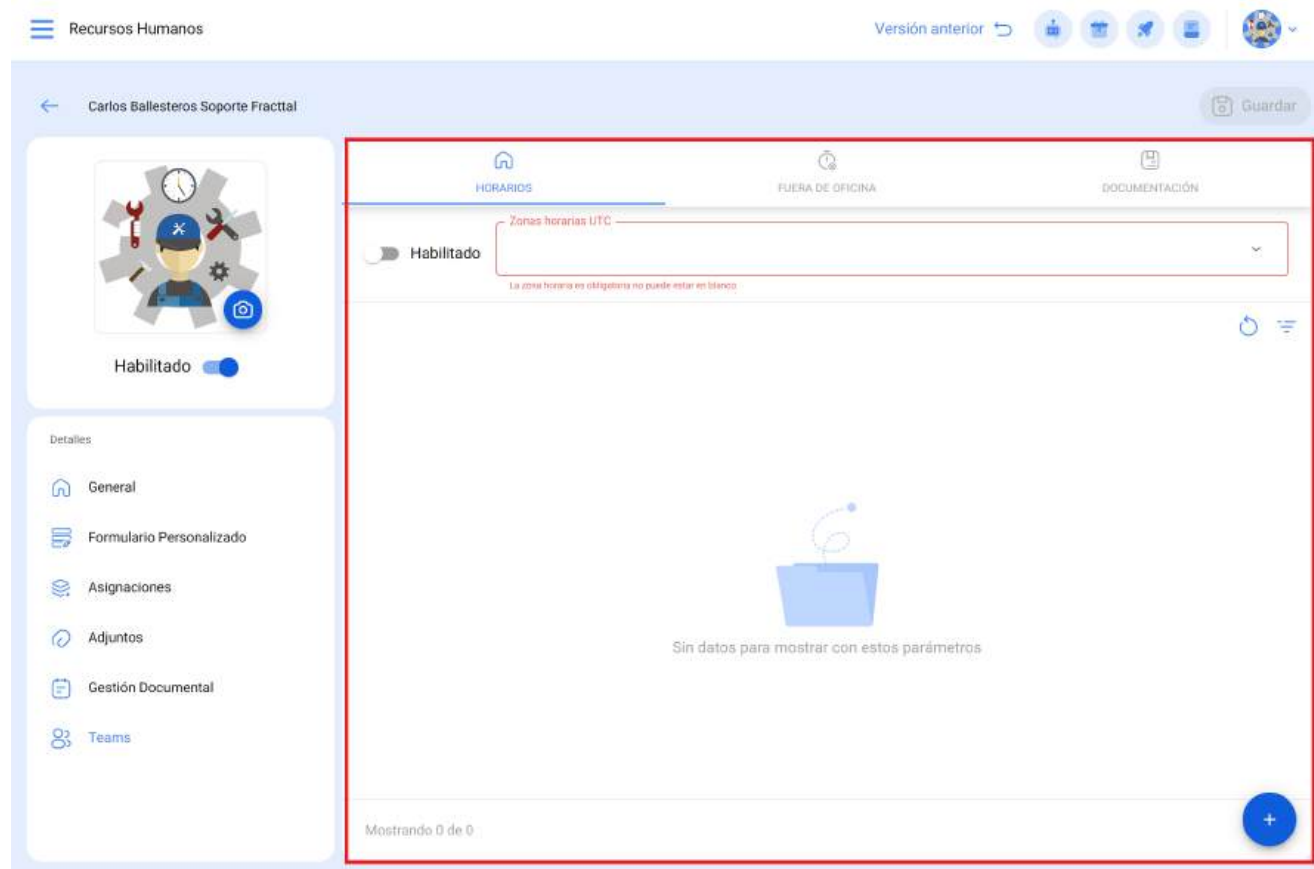 Recursos Humanos
Versión anterior
Carlos Ballesteros Soporte Fracttal
Guardar
Habilitado
Detalles
General
Formulario Personalizado
Asignaciones
Adjuntos
Gestión Documental
Teams
HORARIOS
FUERA DE OFICINA
DOCUMENTACIÓN
Habilitado
Zonas horarias UTC
La zona horaria es obligatoria no puede estar en blanco
Sin datos para mostrar con estos parámetros
Mostrando 0 de 0